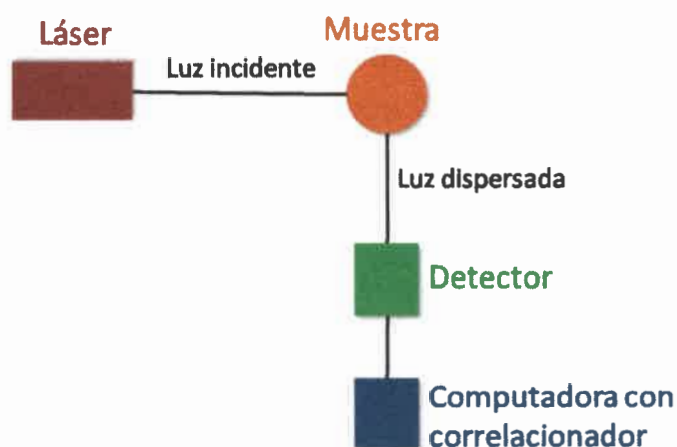 Láser
Muestra
Luz incidente
Luz dispersada
Detector
Computadora con
correlacionador